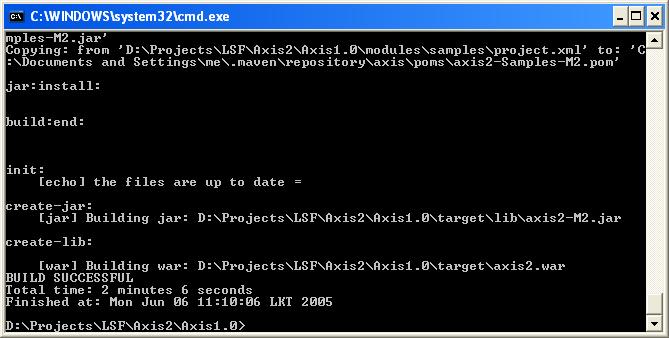 C:\WINDOWS\system32\cmd.exe
mples-M2.jar'
Copying: from 'D:\Projects\LSF\Axis2\Axis1.0\modules\samples\project.xml' to: 'C
:\Documents and Settings\me\.maven\repository\axis\poms\axis2-Samples-M2.pom'
jar:install:
build:end:
init:
[echo] the files are up to date =
create-jar:
[jar] Building jar: D:\Projects\LSF\Axis2\Axis1.0\target\lib\axis2-M2.jar
create-lib:
[war] Building war: D:\Projects\LSF\Axis2\Axis1.0\target\axis2.war
BUILD SUCCESSFUL
Total time: 2 minutes 6 seconds
Finished at: Mon Jun 06 11:10:06 LKT 2005
D:\Projects\LSF\Axis2\Axis1.0>